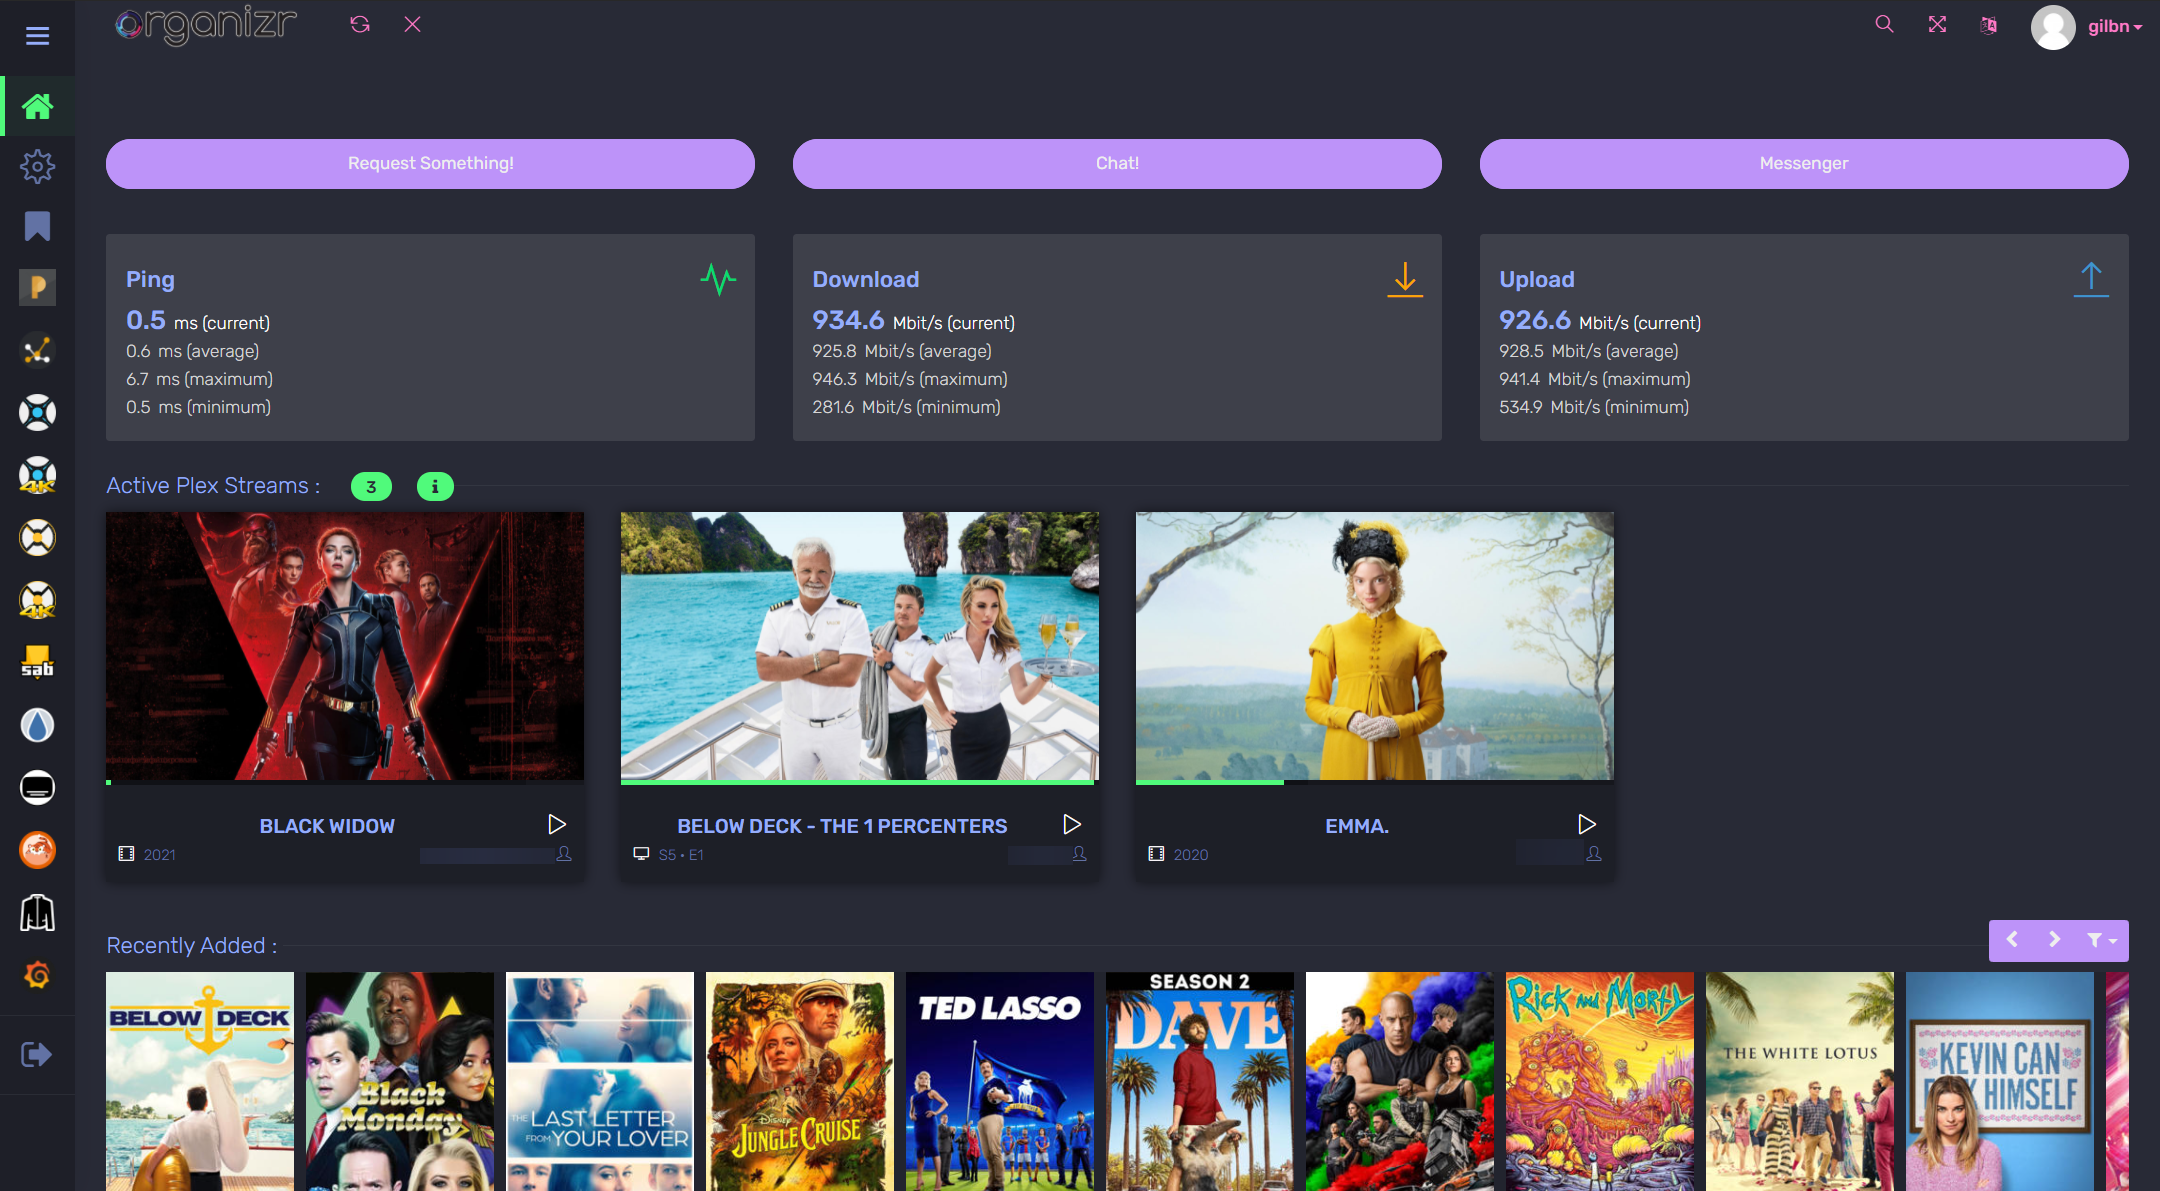 organizr
gilbn
Request Something!
Chat!
Messenger
Ping
0.5 ms (current)
0.6 ms (average)
6.7 ms (maximum)
0.5 ms (minimum)
Download
934.6 Mbit/s (current)
925.8 Mbit/s (average)
946.3 Mbit/s (maximum)
281.6 Mbit/s (minimum)
Upload
926.6 Mbit/s (current)
928.5 Mbit/s (average)
941.4 Mbit/s (maximum)
534.9 Mbit/s (minimum)
P
4K
4K
sab
Active Plex Streams :
3
i
BLACK WIDOW
2021
BELOW DECK - THE 1 PERCENTERS
S5 • E1
EMMA.
2020
Recently Added :
BELOW DECK
Black
Monday
THE LAST LETTER
FROM YOUR LOVER
Disney
JUNGLE CRUISE
TED LASSO
SEASON 2
DAVE
Rick and Morty
THE WHITE LOTUS
KEVIN CAN
HIMSELF